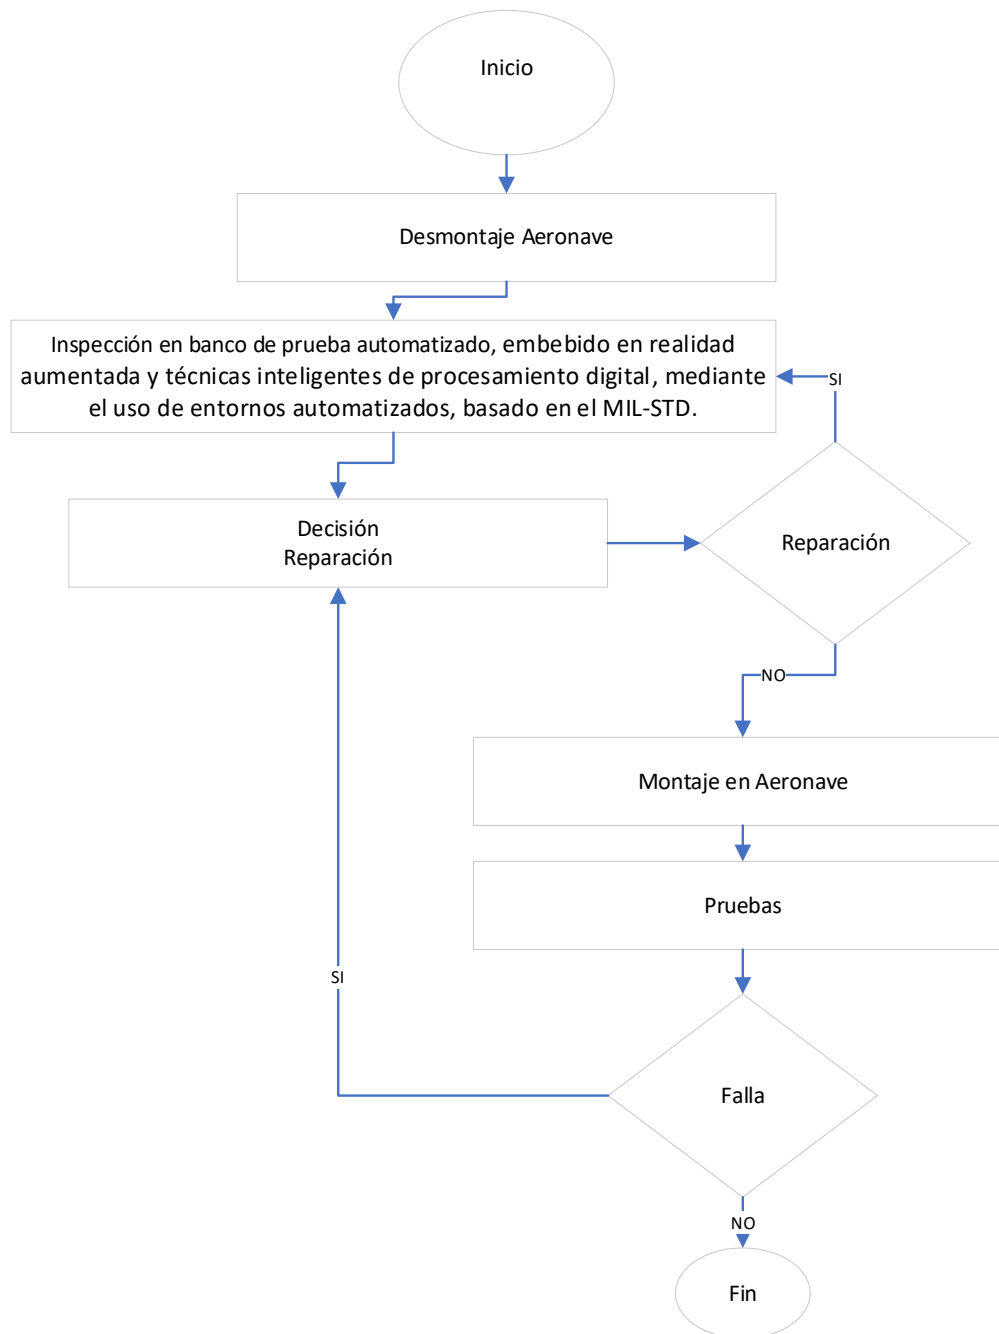 Inicio
Desmontaje Aeronave
Inspección en banco de prueba automatizado, embebido en realidad
aumentada y técnicas inteligentes de procesamiento digital, mediante
el uso de entornos automatizados, basado en el MIL-STD.
SI
Decisión
Reparación
Reparación
NO
Montaje en Aeronave
Pruebas
SI
Falla
NO
Fin